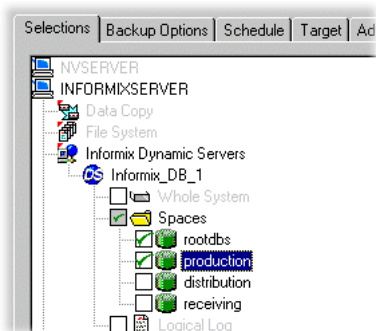 Selections Backup Options Schedule Target Ad
NVSERVER
INFORMIXSERVER
Data Copy
File System
Informix Dynamic Servers
Informix_DB_1
Whole System
Spaces
rootdbs
production
distribution
receiving
Logical Log